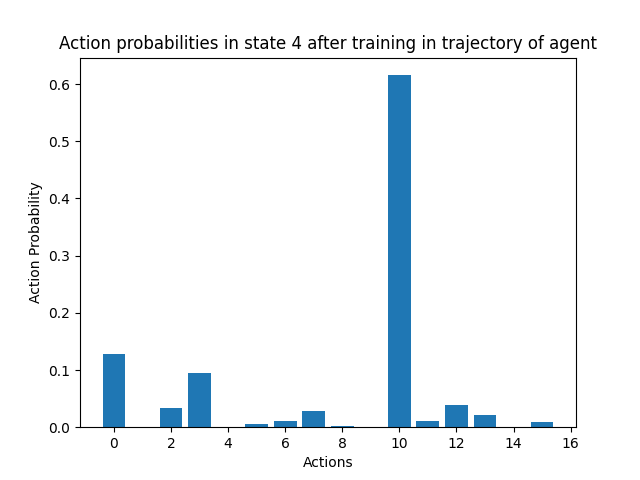 Action probabilities in state 4 after training in trajectory of agent
0.6
0.5
0.4
0.3
0.2
0.1
0.0
Action Probability
0 2 4 6 8 10 12 14 16
Actions